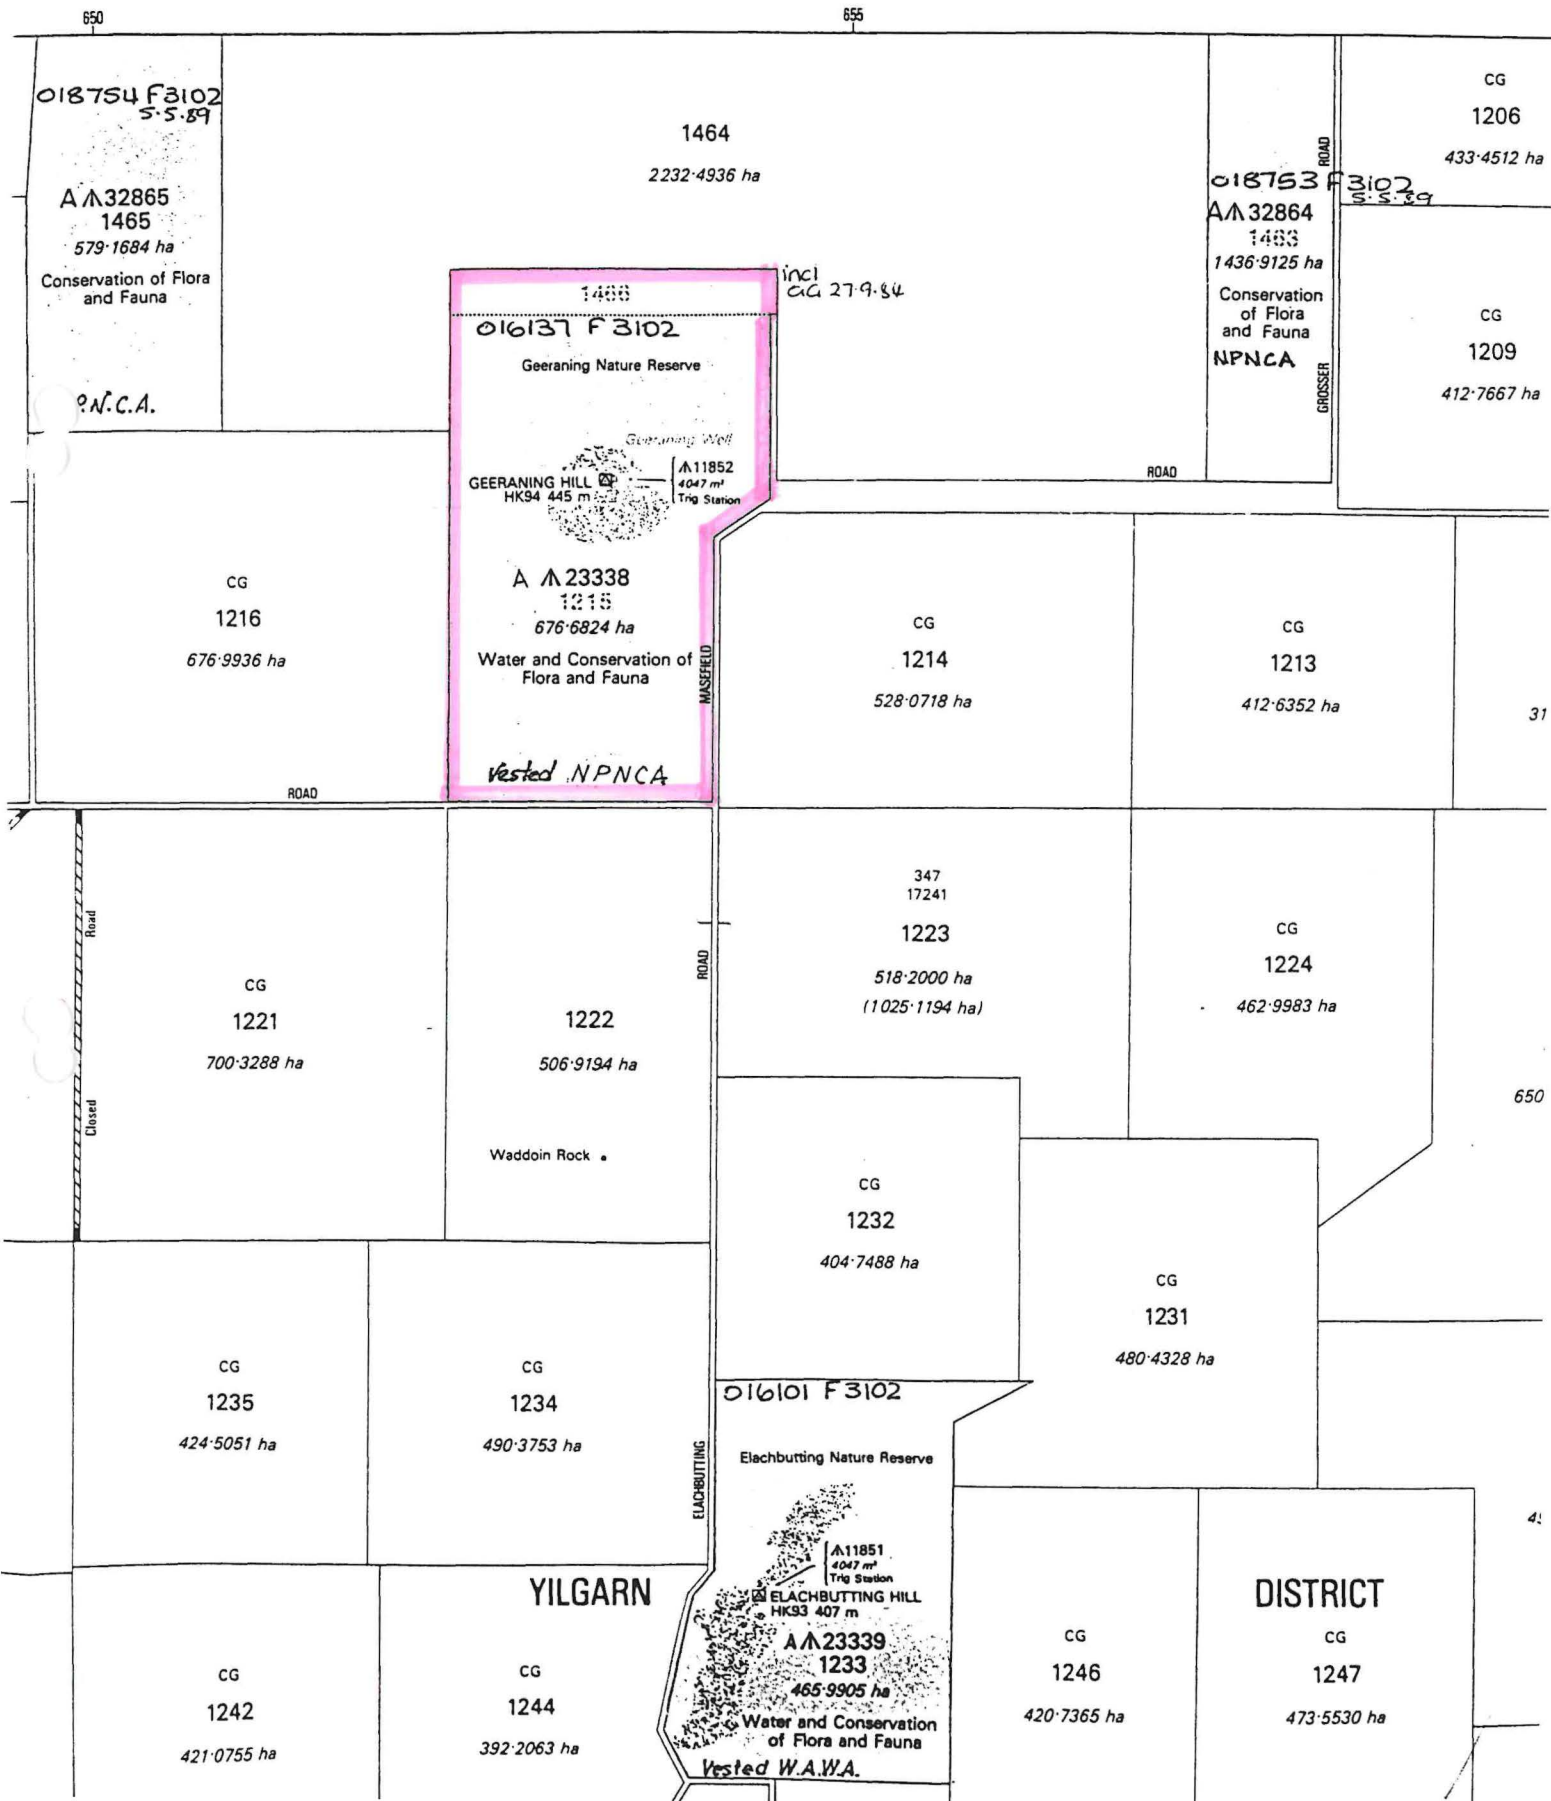 650
655
018754 F3102
5.5.89
A 32865
1465
579·1684 ha
Conservation of Flora
and Fauna
P.N.C.A.
1464
2232·4936 ha
ROAD
018753 F 3102
5.5.89
A 32864
1463
1436·9125 ha
Conservation
of Flora
and Fauna
NPNCA
GROSSER
CG
1206
433·4512 ha
CG
1209
412·7667 ha
incl
GG 27.9.84
1466
016137 F 3102
Geeraning Nature Reserve
Geeraning Well
GEERANING HILL
HK94 445 m
11852
4047 m²
Trig Station
A 23338
1215
676·6824 ha
Water and Conservation of
Flora and Fauna
Vested NPNCA
MASEFIELD
ROAD
CG
1216
676·9936 ha
ROAD
CG
1214
528·0718 ha
CG
1213
412·6352 ha
31
Road
Closed
CG
1221
700·3288 ha
1222
506·9194 ha
Waddoin Rock
ROAD
347
17241
1223
518·2000 ha
(1025·1194 ha)
CG
1224
462·9983 ha
650
CG
1232
404·7488 ha
CG
1231
480·4328 ha
CG
1235
424·5051 ha
CG
1234
490·3753 ha
ELACHBUTTING
016101 F 3102
Elachbutting Nature Reserve
11851
4047 m²
Trig Station
ELACHBUTTING HILL
HK93 407 m
A 23339
1233
465·9905 ha
Water and Conservation
of Flora and Fauna
Vested W.A.W.A.
YILGARN
DISTRICT
CG
1242
421·0755 ha
CG
1244
392·2063 ha
CG
1246
420·7365 ha
CG
1247
473·5530 ha